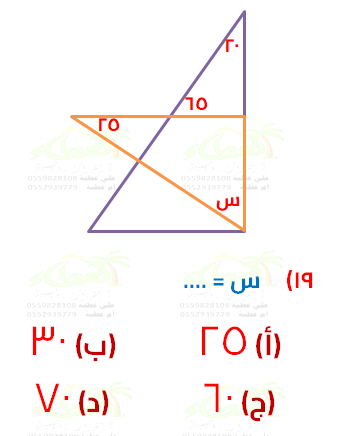 ٢٠
٦٥
٢٥
س
١٩) س = ....
(أ) ٢٥ (ب) ٣٠
(ج) ٦٠ (د) ٧٠